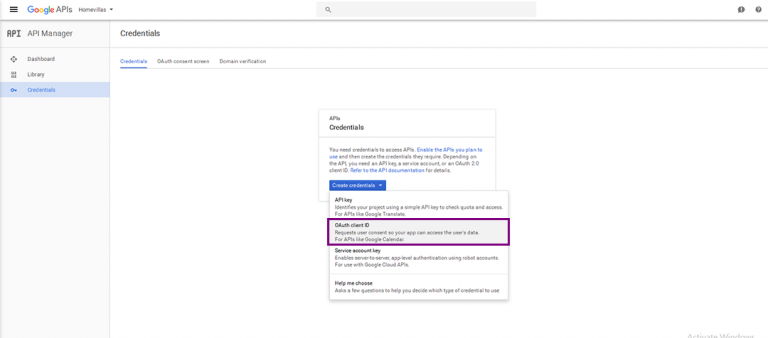 Google APIs Homevillas
API API Manager Credentials
Dashboard
Library
Credentials
Credentials OAuth consent screen Domain verification
APIs
Credentials
You need credentials to access APIs. Enable the APIs you plan to
use and then create the credentials they require. Depending on
the API, you need an API key, a service account, or an OAuth 2.0
client ID. Refer to the API documentation for details.
Create credentials
API key
Identifies your project using a simple API key to check quota and access.
For APIs like Google Translate.
OAuth client ID
Requests user consent so your app can access the user's data.
For APIs like Google Calendar.
Service account key
Enables server-to-server, app-level authentication using robot accounts.
For use with Google Cloud APIs.
Help me choose
Asks a few questions to help you decide which type of credential to use
Activate Windows